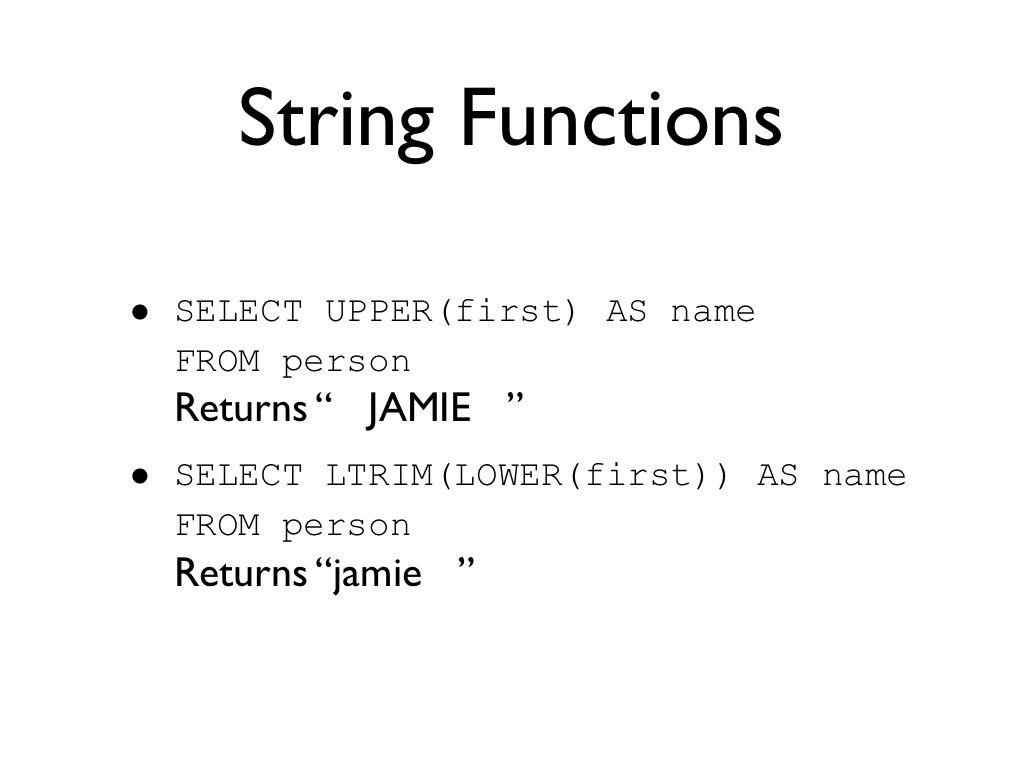 String Functions
• SELECT UPPER(first) AS name
FROM person
Returns “   JAMIE   ”
• SELECT LTRIM(LOWER(first)) AS name
FROM person
Returns “jamie   ”